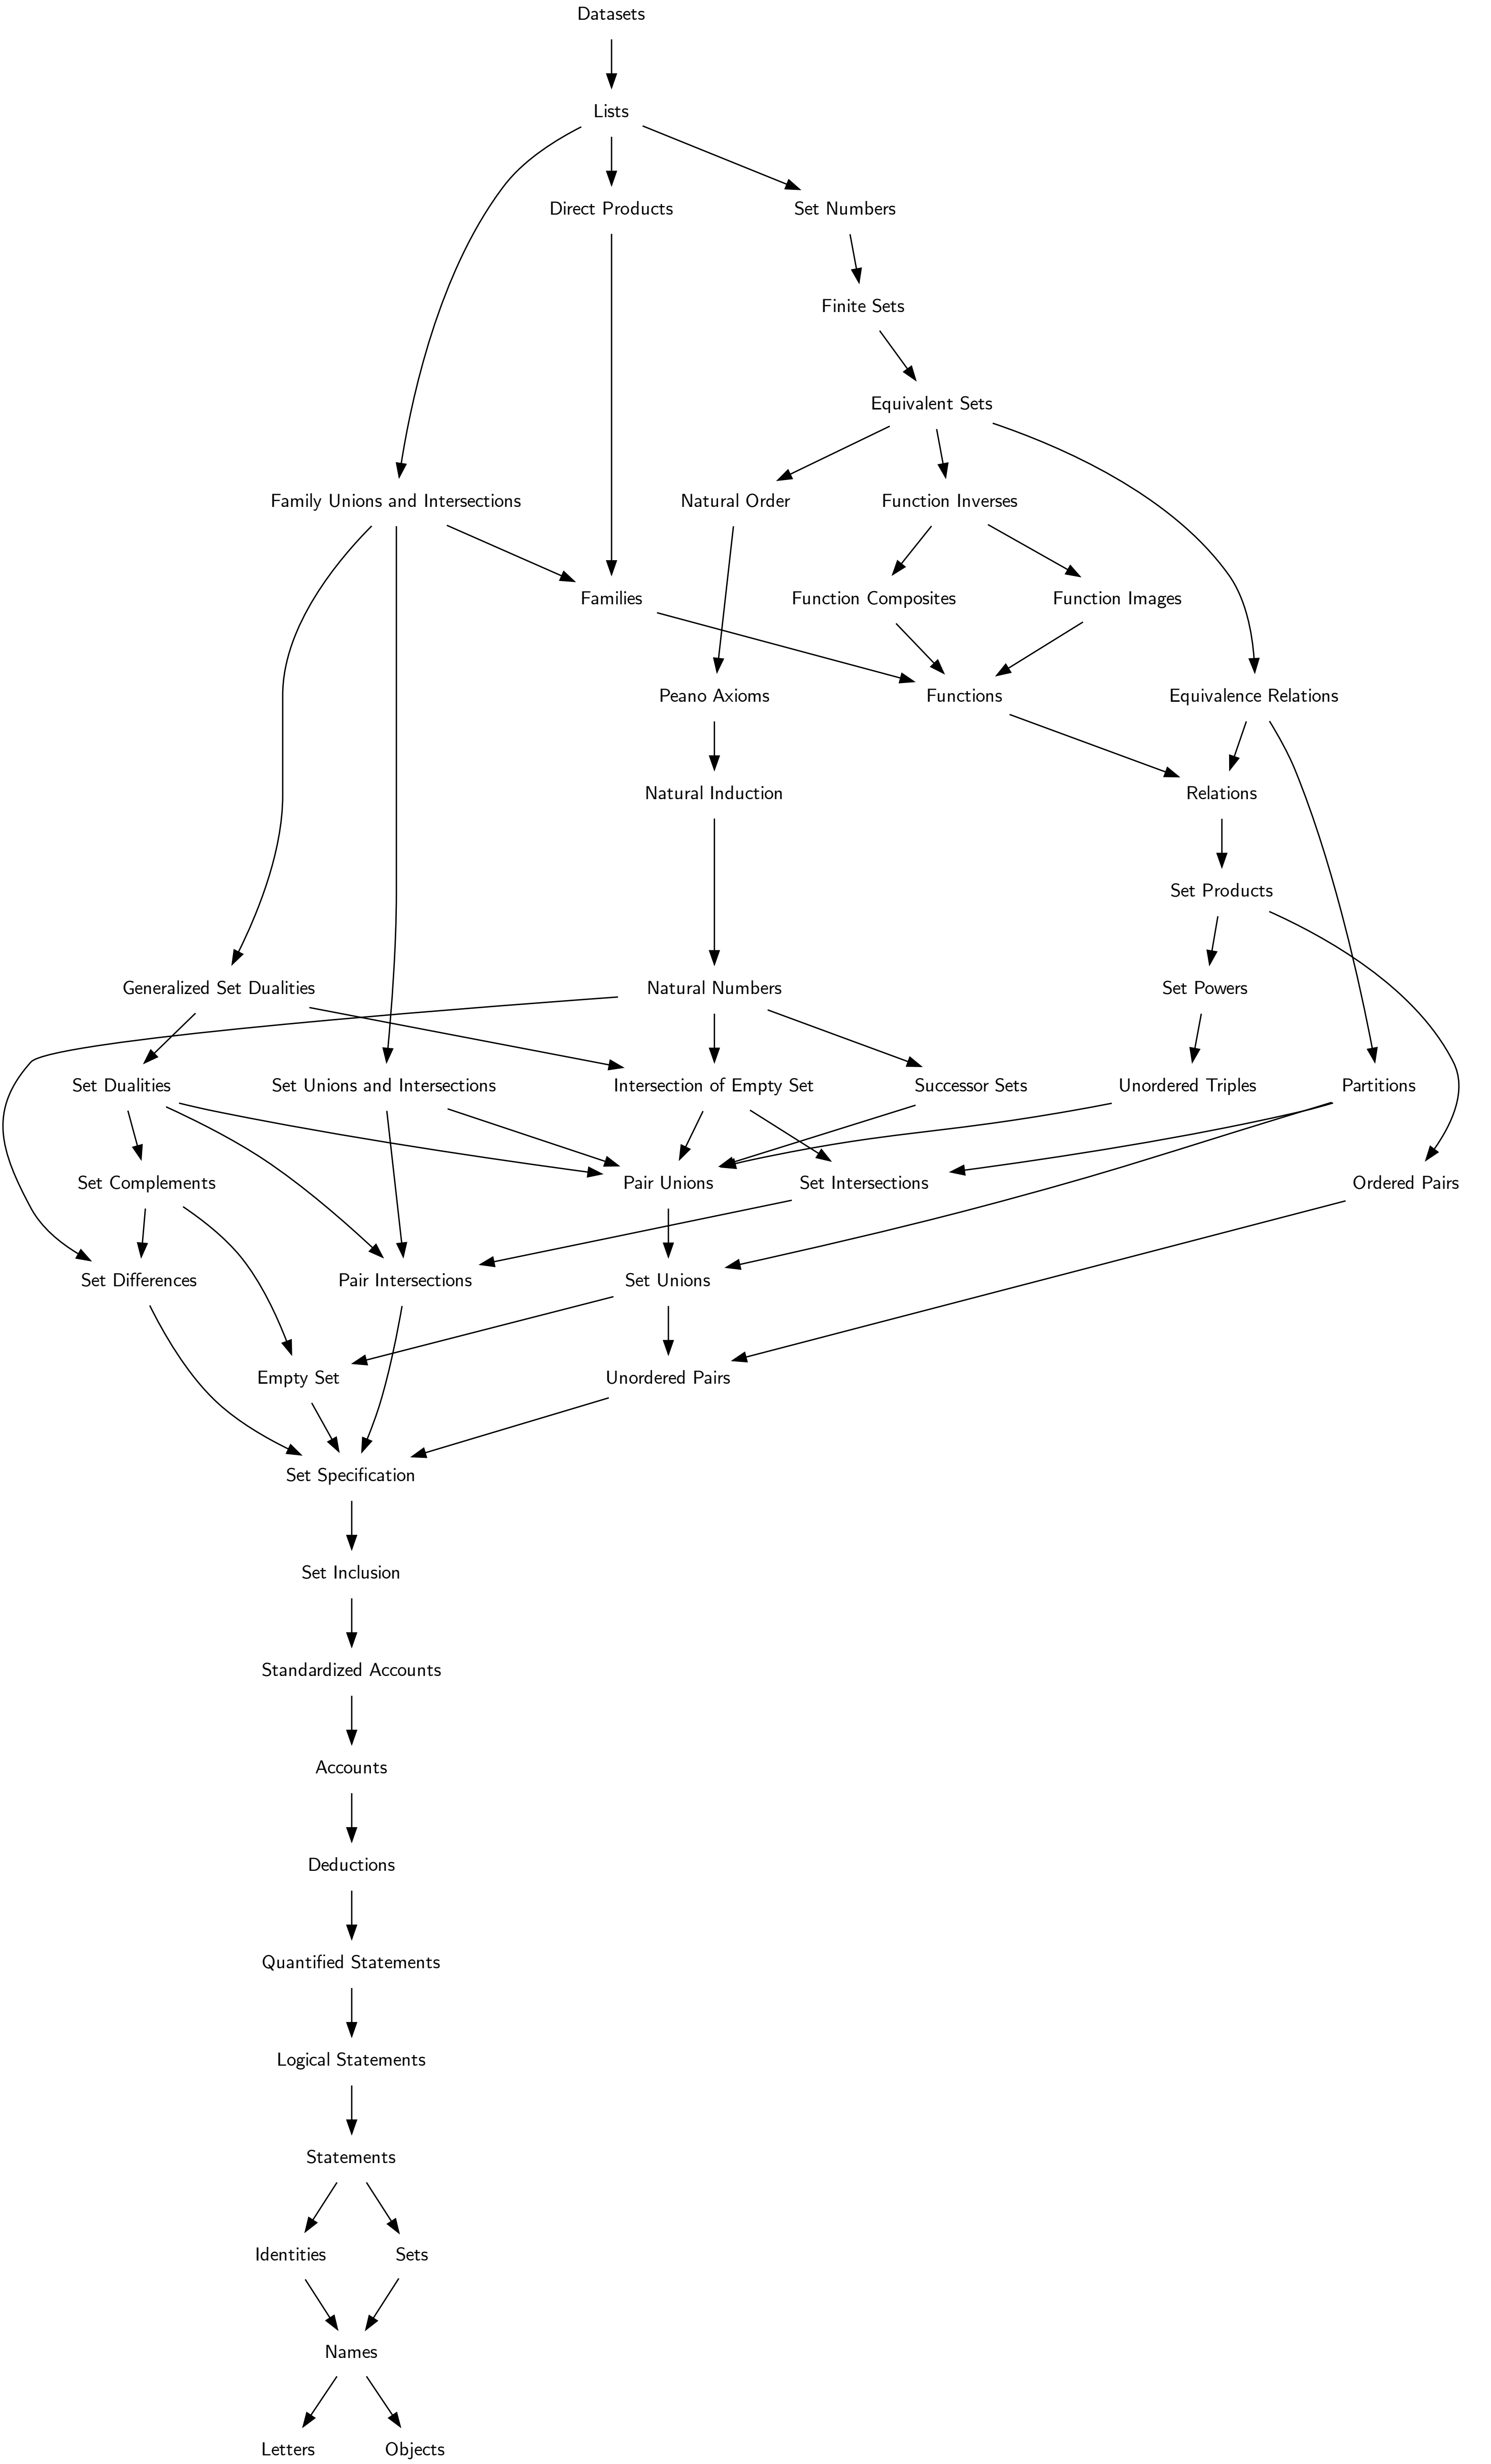 Datasets
Lists
Direct Products
Set Numbers
Finite Sets
Equivalent Sets
Family Unions and Intersections
Natural Order
Function Inverses
Families
Function Composites
Function Images
Peano Axioms
Functions
Equivalence Relations
Natural Induction
Relations
Set Products
Generalized Set Dualities
Natural Numbers
Set Powers
Set Dualities
Set Unions and Intersections
Intersection of Empty Set
Successor Sets
Unordered Triples
Partitions
Set Complements
Pair Unions
Set Intersections
Ordered Pairs
Set Differences
Pair Intersections
Set Unions
Empty Set
Unordered Pairs
Set Specification
Set Inclusion
Standardized Accounts
Accounts
Deductions
Quantified Statements
Logical Statements
Statements
Identities
Sets
Names
Letters
Objects